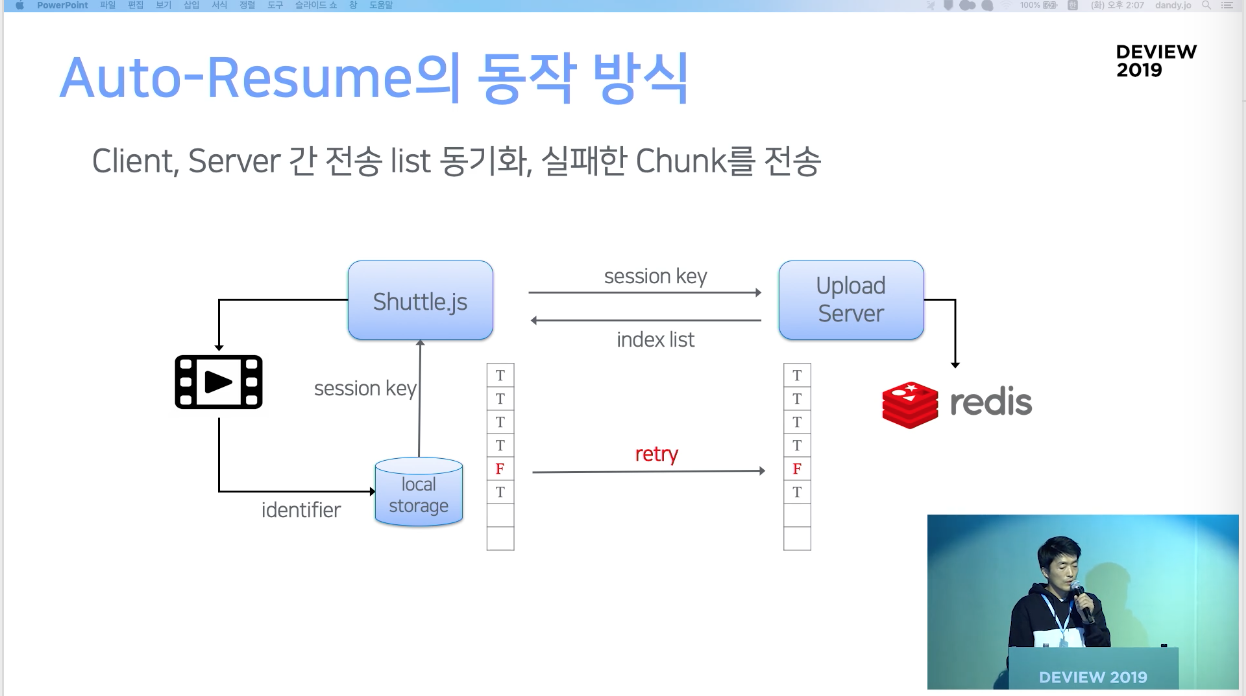 PowerPoint 파일 편집 보기 삽입 서식 정렬 도구 슬라이드 쇼 창 도움말
100% (화) 오후 2:07 dandy.jo
Auto-Resume의 동작 방식
DEVIEW
2019
Client, Server 간 전송 list 동기화, 실패한 Chunk를 전송
Shuttle.js
session key
index list
Upload
Server
session key
T
T
T
T
F
T
T
T
T
T
F
T
redis
retry
local
storage
identifier
DEVIEW 2019